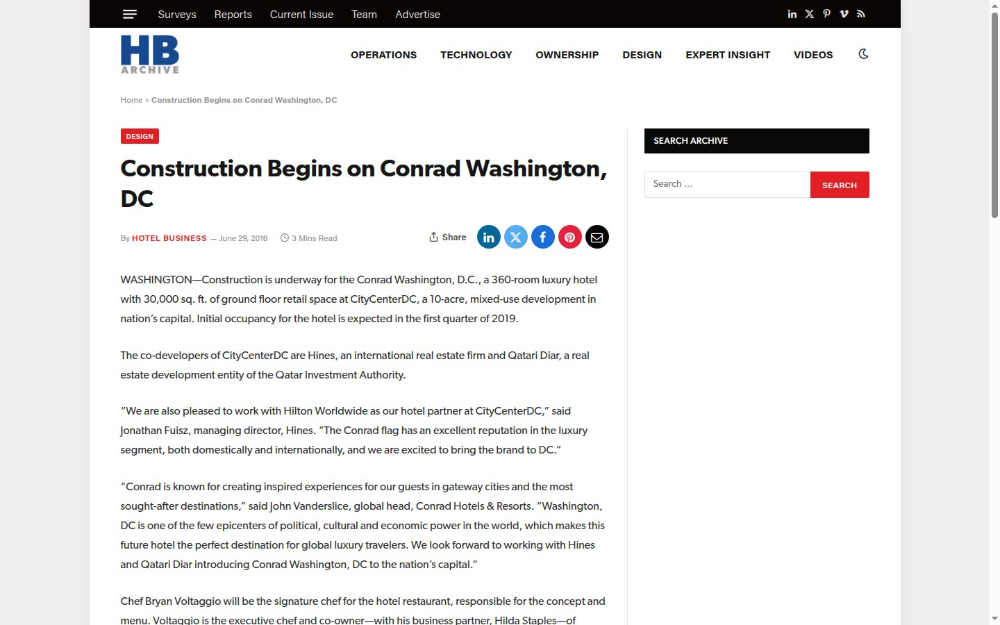 Surveys Reports Current Issue Team Advertise
HB
ARCHIVE
OPERATIONS TECHNOLOGY OWNERSHIP DESIGN EXPERT INSIGHT VIDEOS
Home » Construction Begins on Conrad Washington, DC
DESIGN
Construction Begins on Conrad Washington,
DC
By HOTEL BUSINESS — June 29, 2016 3 Mins Read
Share
WASHINGTON—Construction is underway for the Conrad Washington, D.C., a 360-room luxury hotel
with 30,000 sq. ft. of ground floor retail space at CityCenterDC, a 10-acre, mixed-use development in
nation’s capital. Initial occupancy for the hotel is expected in the first quarter of 2019.
The co-developers of CityCenterDC are Hines, an international real estate firm and Qatari Diar, a real
estate development entity of the Qatar Investment Authority.
“We are also pleased to work with Hilton Worldwide as our hotel partner at CityCenterDC,” said
Jonathan Fuisz, managing director, Hines. “The Conrad flag has an excellent reputation in the luxury
segment, both domestically and internationally, and we are excited to bring the brand to DC.”
“Conrad is known for creating inspired experiences for our guests in gateway cities and the most
sought-after destinations,” said John Vanderslice, global head, Conrad Hotels & Resorts. “Washington,
DC is one of the few epicenters of political, cultural and economic power in the world, which makes this
future hotel the perfect destination for global luxury travelers. We look forward to working with Hines
and Qatari Diar introducing Conrad Washington, DC to the nation’s capital.”
Chef Bryan Voltaggio will be the signature chef for the hotel restaurant, responsible for the concept and
menu. Voltaggio is the executive chef and co-owner—with his business partner, Hilda Staples—of
SEARCH ARCHIVE
Search …
SEARCH